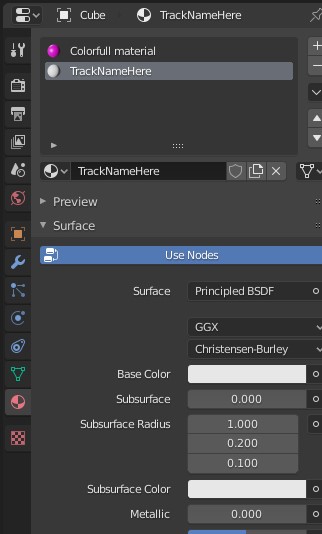 Cube TrackNameHere
Colorfull material
TrackNameHere
TrackNameHere
Preview
Surface
Use Nodes
Surface Principled BSDF
GGX
Christensen-Burley
Base Color
Subsurface 0.000
Subsurface Radius 1.000
0.200
0.100
Subsurface Color
Metallic 0.000